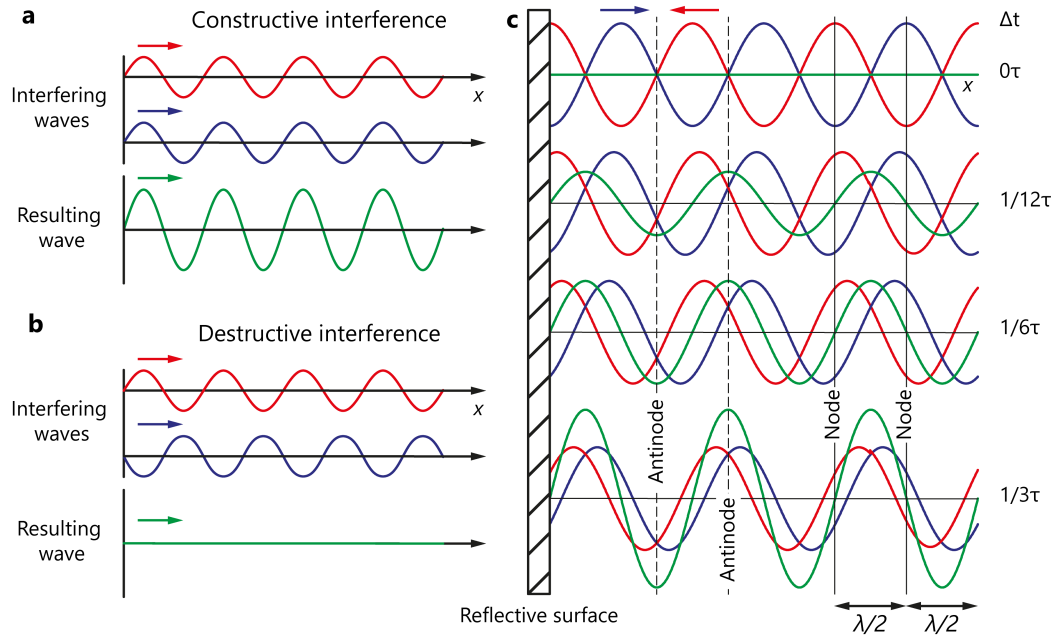 a
Constructive interference
Interfering
waves
x
Resulting
wave
b
Destructive interference
Interfering
waves
x
Resulting
wave
c
Δt
0τ
x
1/12τ
1/6τ
Antinode
Antinode
Node
Node
1/3τ
λ/2
λ/2
Reflective surface